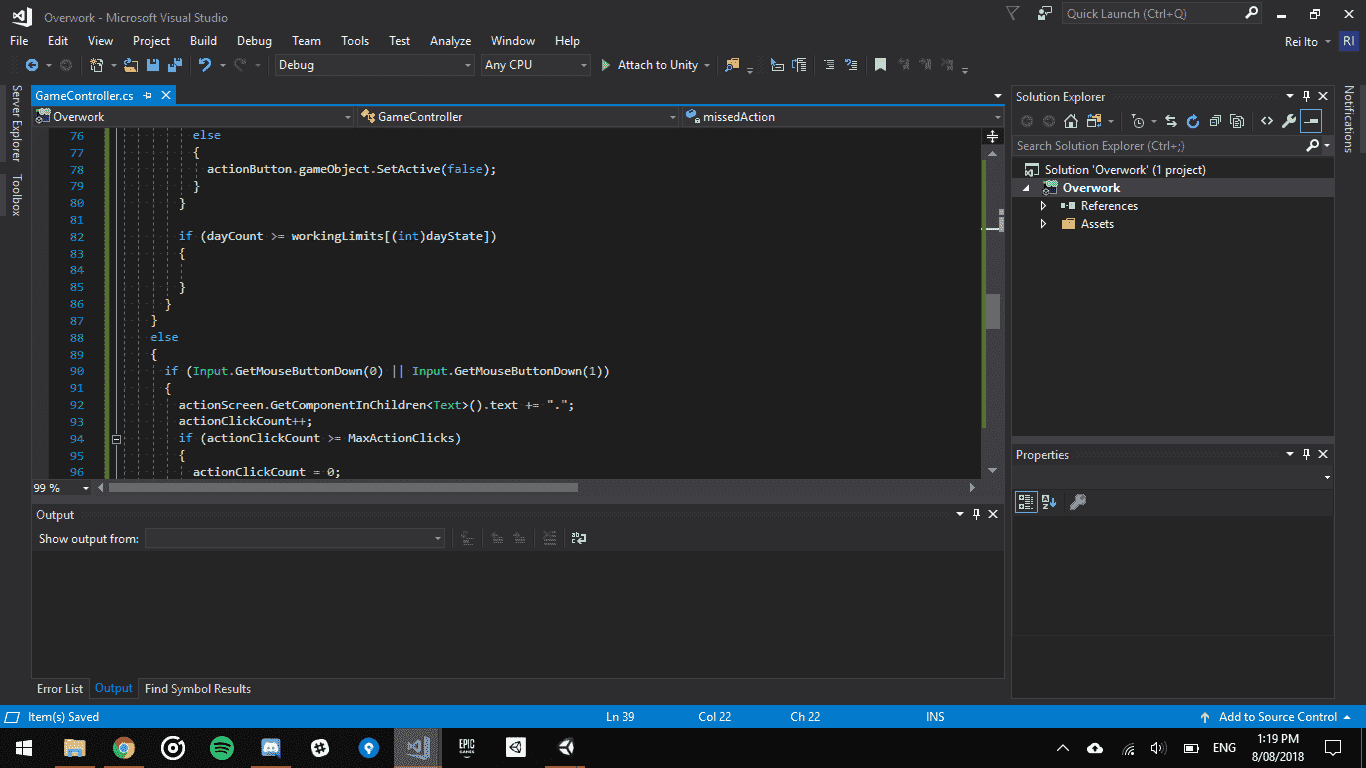 Overwork - Microsoft Visual Studio
Quick Launch (Ctrl+Q)
File Edit View Project Build Debug Team Tools Test Analyze Window Help
Rei Ito RI
Debug Any CPU Attach to Unity
Server Explorer
Toolbox
GameController.cs
Overwork GameController missedAction
76 else
77 {
78 actionButton.gameObject.SetActive(false);
79 }
80 }
81
82 if (dayCount >= workingLimits[(int)dayState])
83 {
84
85 }
86 }
87 }
88 else
89 {
90 if (Input.GetMouseButtonDown(0) || Input.GetMouseButtonDown(1))
91 {
92 actionScreen.GetComponentInChildren<Text>().text += ".";
93 actionClickCount++;
94 if (actionClickCount >= MaxActionClicks)
95 {
96 actionClickCount = 0;
99 %
Output
Show output from:
Error List Output Find Symbol Results
Solution Explorer
Search Solution Explorer (Ctrl+;)
Solution 'Overwork' (1 project)
Overwork
References
Assets
Properties
Notifications
Item(s) Saved Ln 39 Col 22 Ch 22 INS Add to Source Control
EPIC
GAMES
ENG
1:19 PM
8/08/2018